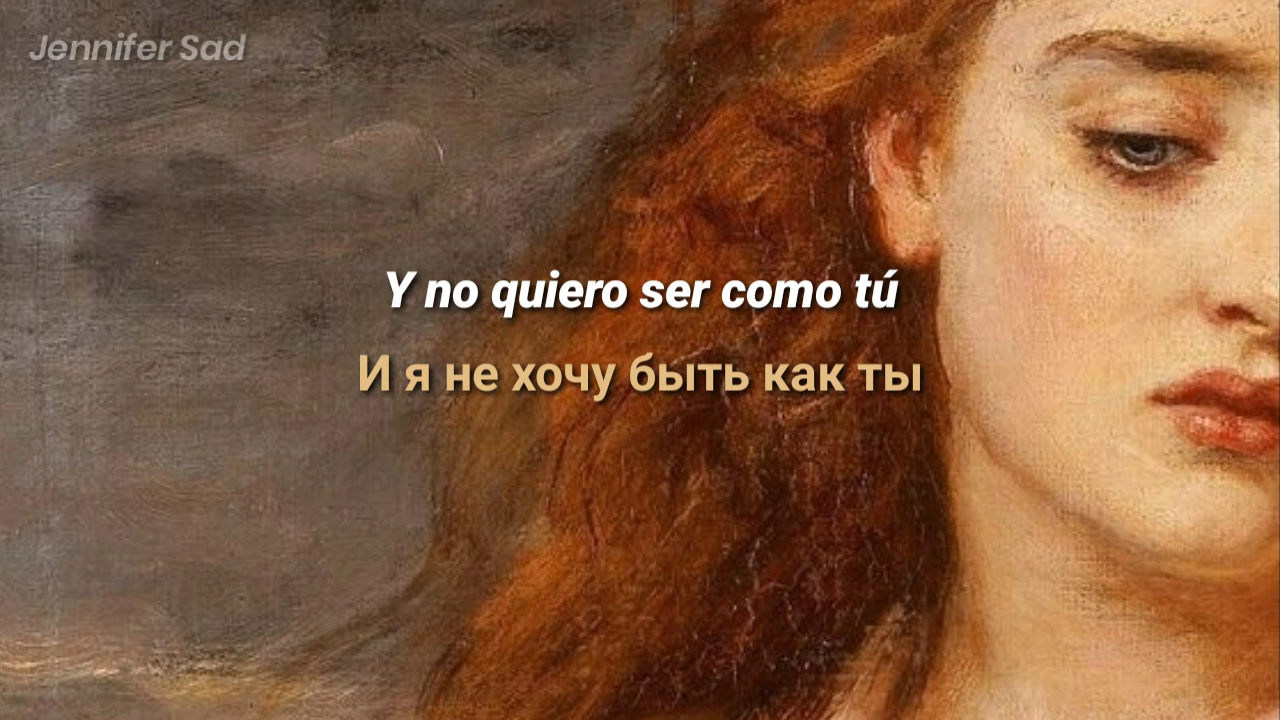 Jennifer Sad
Y no quiero ser como tú
И я не хочу быть как ты